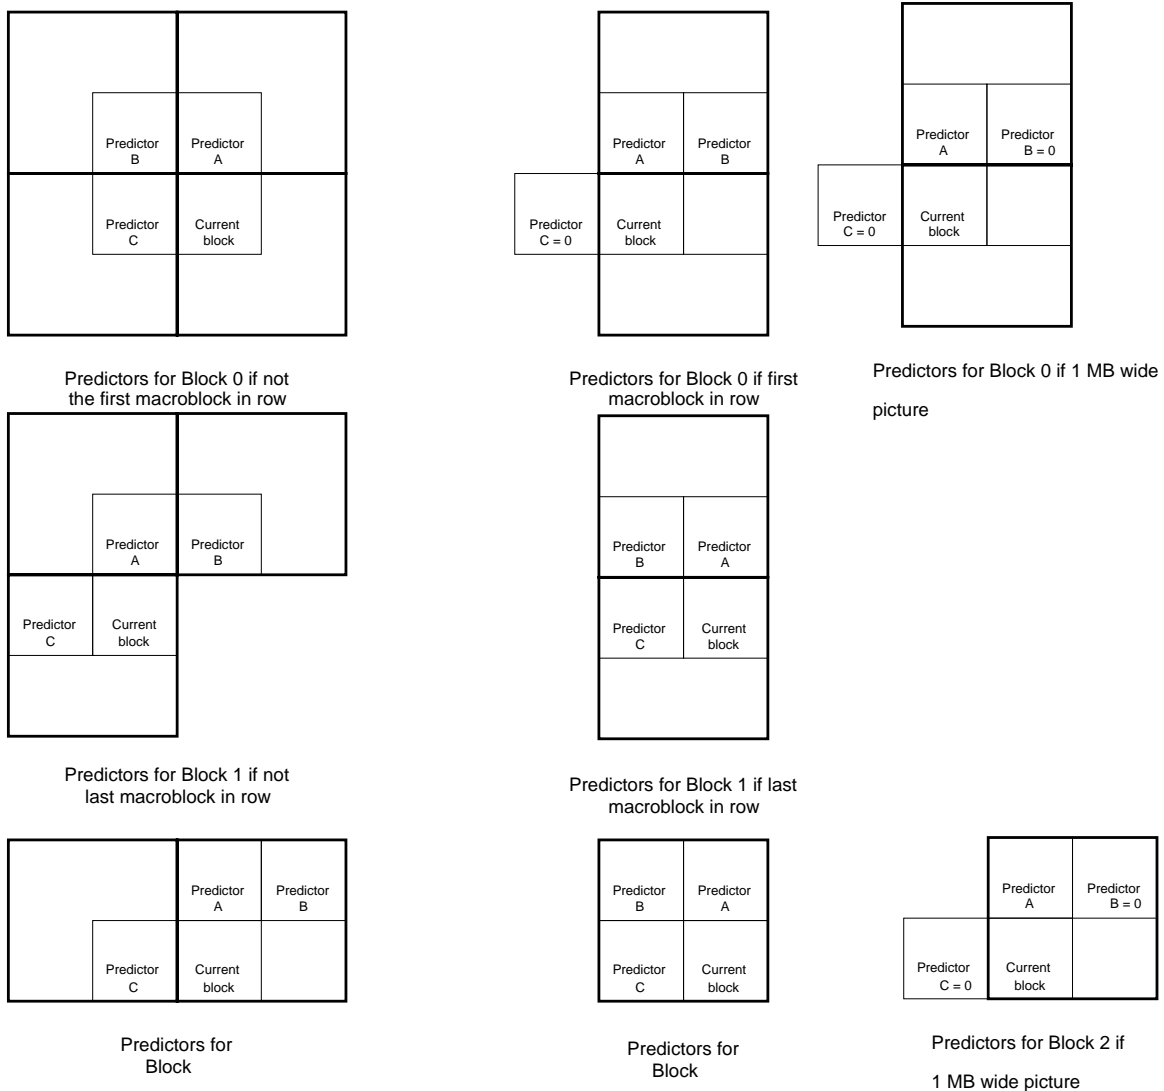 Predictor
B
Predictor
A
Predictor
C
Current
block
Predictors for Block 0 if not
the first macroblock in row
Predictor
A
Predictor
B
Predictor
C = 0
Current
block
Predictors for Block 0 if first
macroblock in row
Predictor
A
Predictor
B = 0
Predictor
C = 0
Current
block
Predictors for Block 0 if 1 MB wide
picture
Predictor
A
Predictor
B
Predictor
C
Current
block
Predictors for Block 1 if not
last macroblock in row
Predictor
B
Predictor
A
Predictor
C
Current
block
Predictors for Block 1 if last
macroblock in row
Predictor
A
Predictor
B
Predictor
C
Current
block
Predictors for
Block
Predictor
B
Predictor
A
Predictor
C
Current
block
Predictors for
Block
Predictor
A
Predictor
B = 0
Predictor
C = 0
Current
block
Predictors for Block 2 if
1 MB wide picture